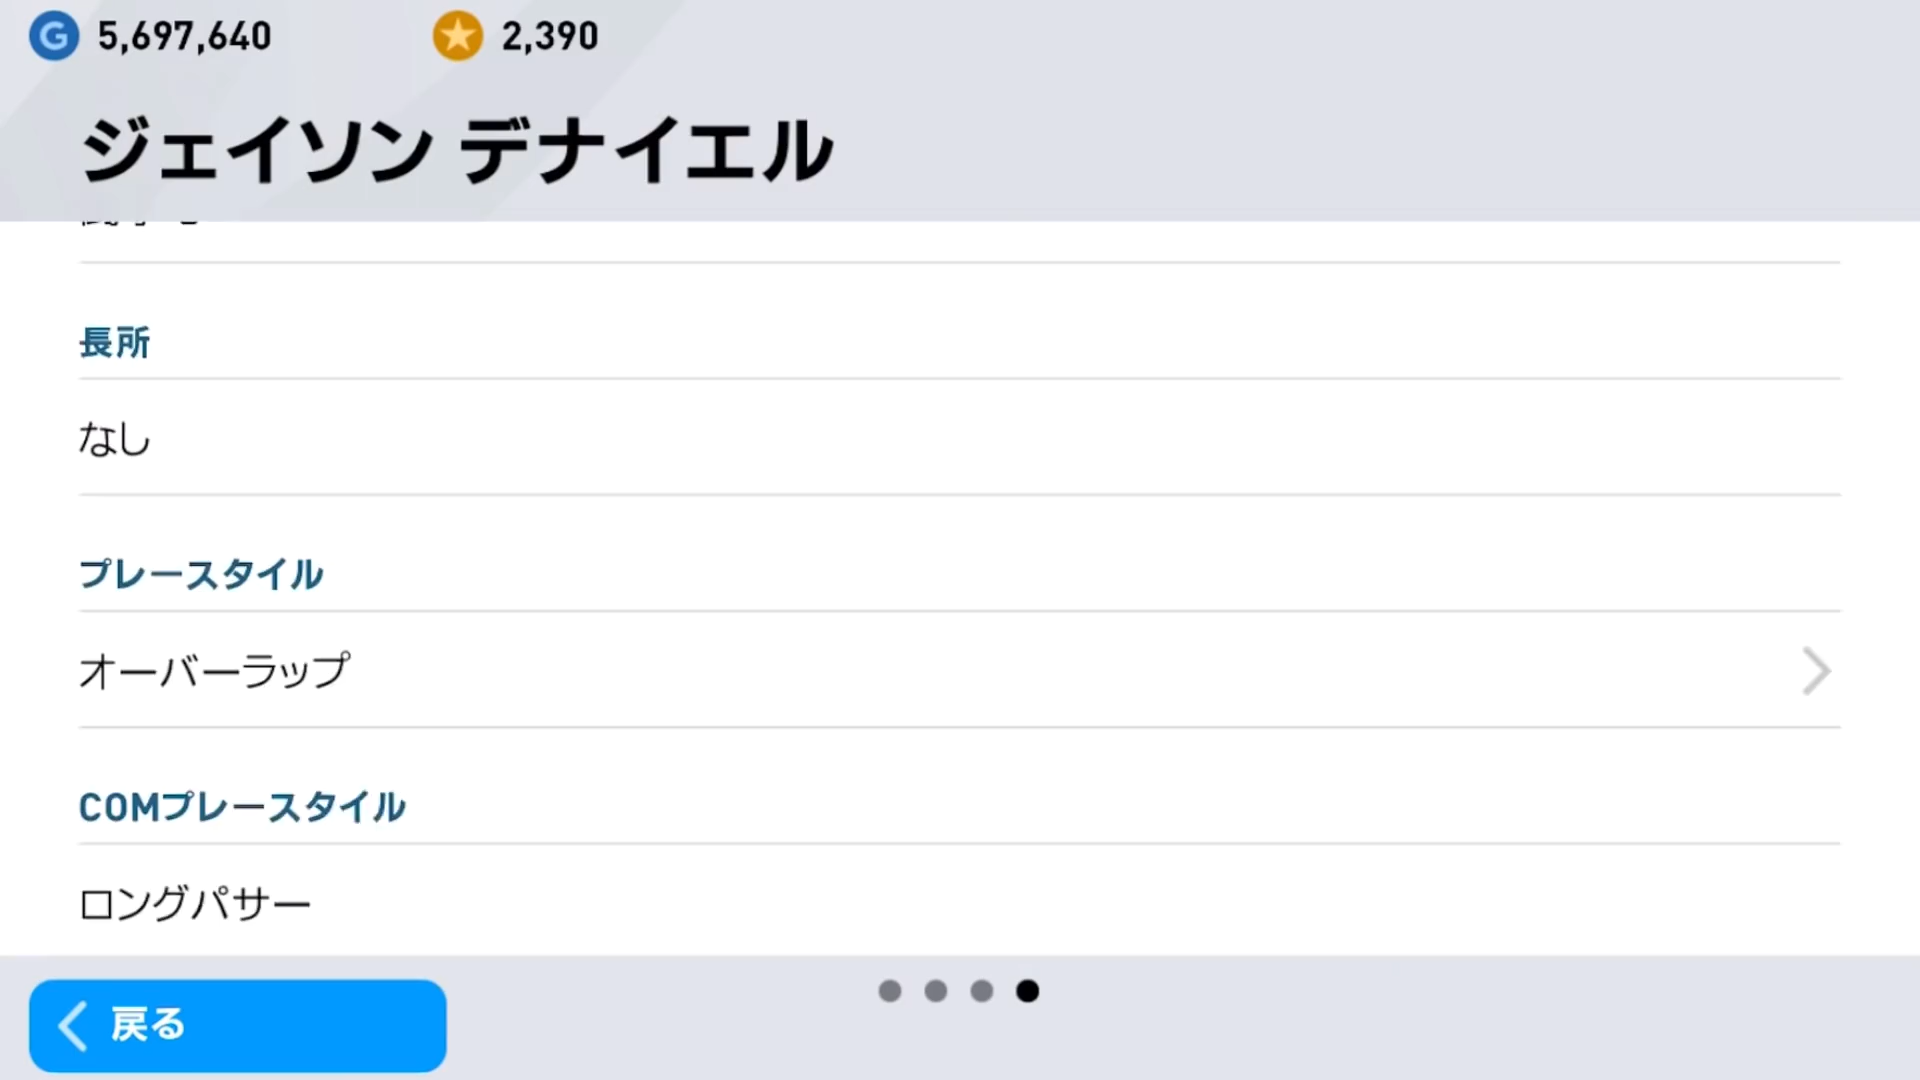 G 5,697,640 2,390
ジェイソン デナイエル
長所
なし
プレースタイル
オーバーラップ
COMプレースタイル
ロングパサー
戻る